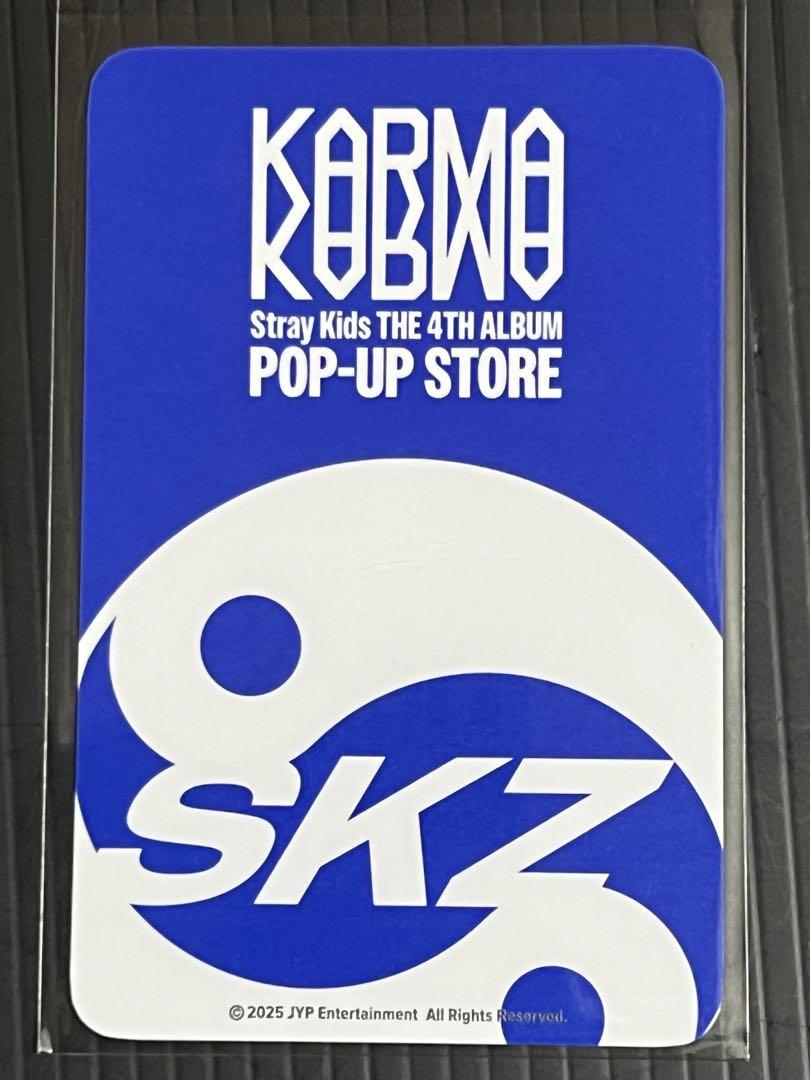 KARMA
Stray Kids THE 4TH ALBUM
POP-UP STORE
SKZ
© 2025 JYP Entertainment All Rights Reserved.